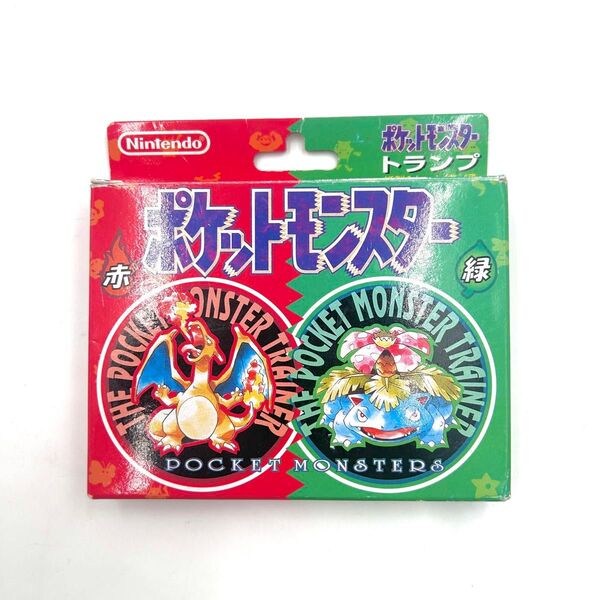 Nintendo
ポケットモンスター
トランプ
ポケットモンスター
赤
緑
THE POCKET MONSTER TRAINER
THE POCKET MONSTER TRAINER
POCKET MONSTERS